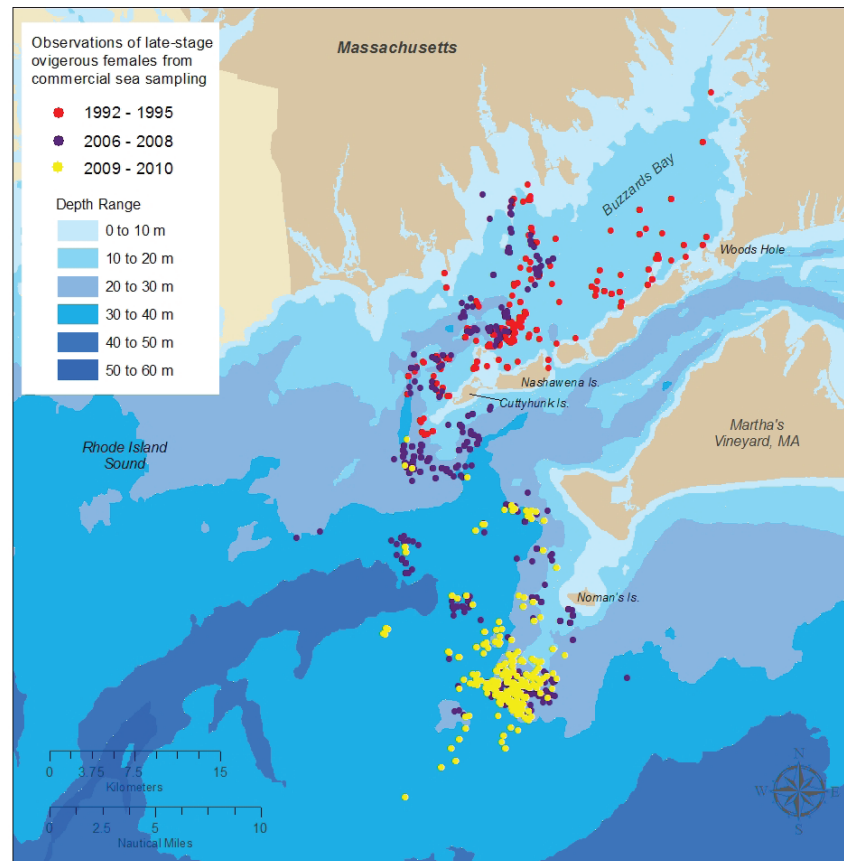 Observations of late-stage
ovigerous females from
commercial sea sampling
1992 - 1995
2006 - 2008
2009 - 2010
Depth Range
0 to 10 m
10 to 20 m
20 to 30 m
30 to 40 m
40 to 50 m
50 to 60 m
Massachusetts
Buzzards Bay
Woods Hole
Nashawena Is.
Cuttyhunk Is.
Martha's
Vineyard, MA
Rhode Island
Sound
Noman's Is.
0 3.75 7.5 15
Kilometers
0 2.5 5 10
Nautical Miles
N
W E
S